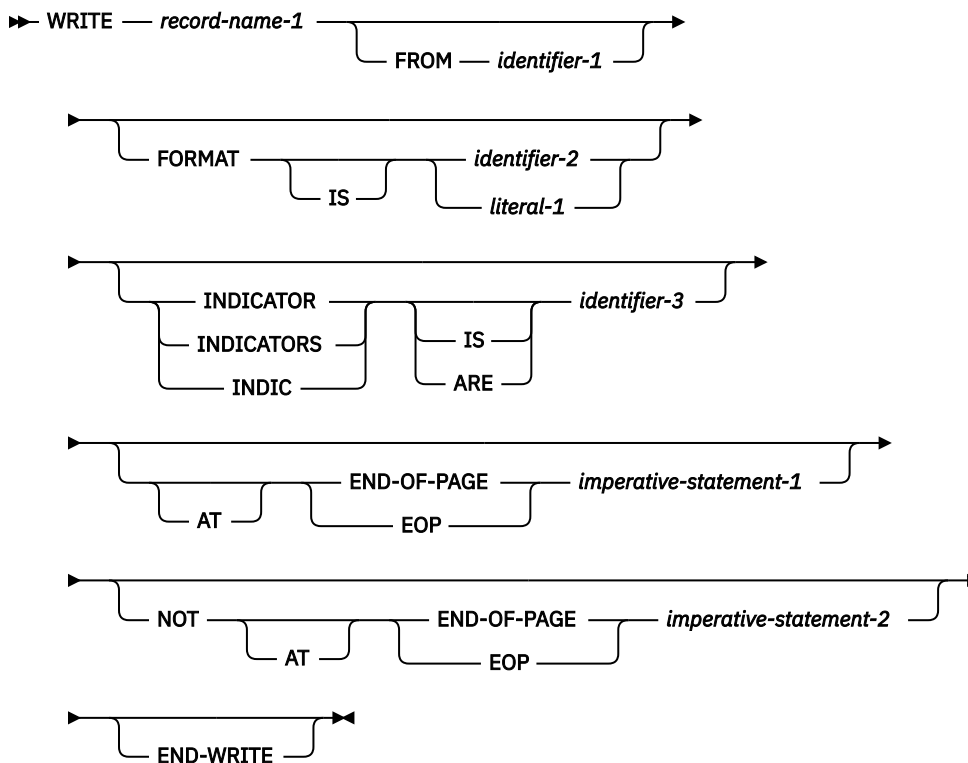 WRITE record-name-1
FROM identifier-1
FORMAT identifier-2
IS literal-1
INDICATOR identifier-3
INDICATORS IS
INDIC ARE
END-OF-PAGE imperative-statement-1
AT EOP
NOT END-OF-PAGE imperative-statement-2
AT EOP
END-WRITE